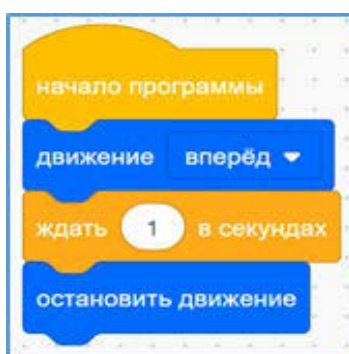 начало программы
движение вперёд
ждать 1 в секундах
остановить движение